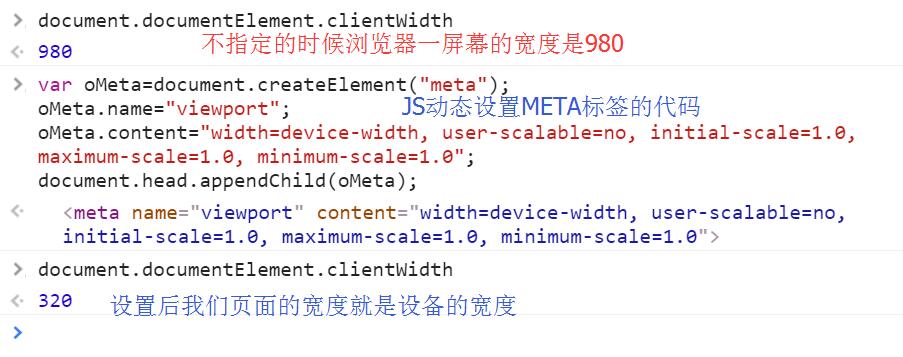 document.documentElement.clientWidth
980 不指定的时候浏览器一屏幕的宽度是980
var oMeta=document.createElement("meta");
oMeta.name="viewport"; JS动态设置META标签的代码
oMeta.content="width=device-width, user-scalable=no, initial-scale=1.0,
maximum-scale=1.0, minimum-scale=1.0";
document.head.appendChild(oMeta);
<meta name="viewport" content="width=device-width, user-scalable=no,
initial-scale=1.0, maximum-scale=1.0, minimum-scale=1.0">
document.documentElement.clientWidth
320 设置后我们页面的宽度就是设备的宽度